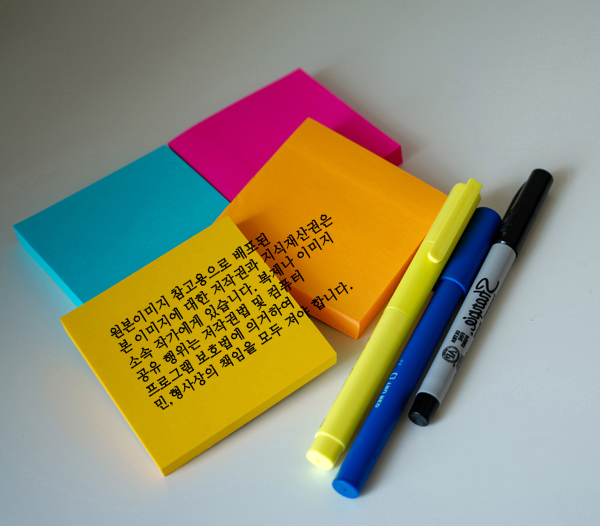 원본이미지 참고용으로 배포된
본 이미지에 대한 저작권과 지식재산권은
소속 작가에게 있습니다. 복제나 이미지
공유 행위는 저작권법 및 컴퓨터
프로그램 보호법에 의거하여
민,형사상의 책임을 모두 져야 합니다.
Sharpie